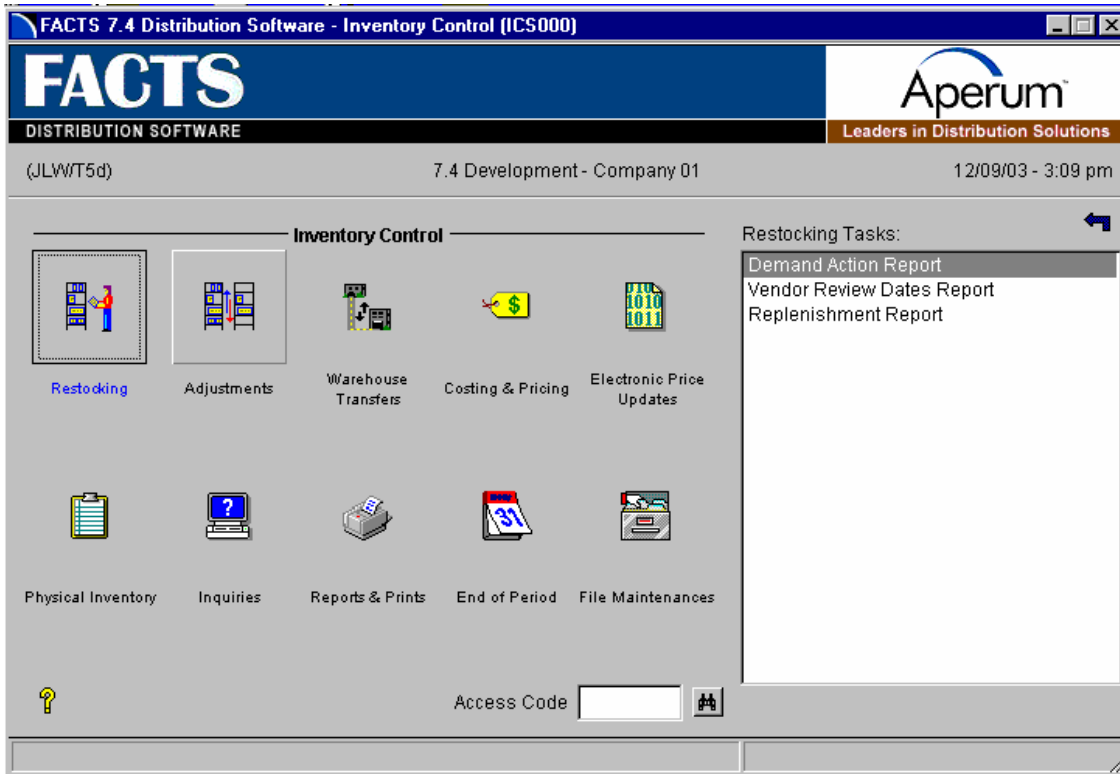 FACTS 7.4 Distribution Software - Inventory Control (ICS000)
FACTS
DISTRIBUTION SOFTWARE
Aperum™
Leaders in Distribution Solutions
(JLW/T5d)
7.4 Development - Company 01
12/09/03 - 3:09 pm
Inventory Control
Restocking
Adjustments
Warehouse
Transfers
$
Costing & Pricing
1010
1011
Electronic Price
Updates
Physical Inventory
?
Inquiries
Reports & Prints
31
End of Period
File Maintenances
Restocking Tasks:
Demand Action Report
Vendor Review Dates Report
Replenishment Report
?
Access Code